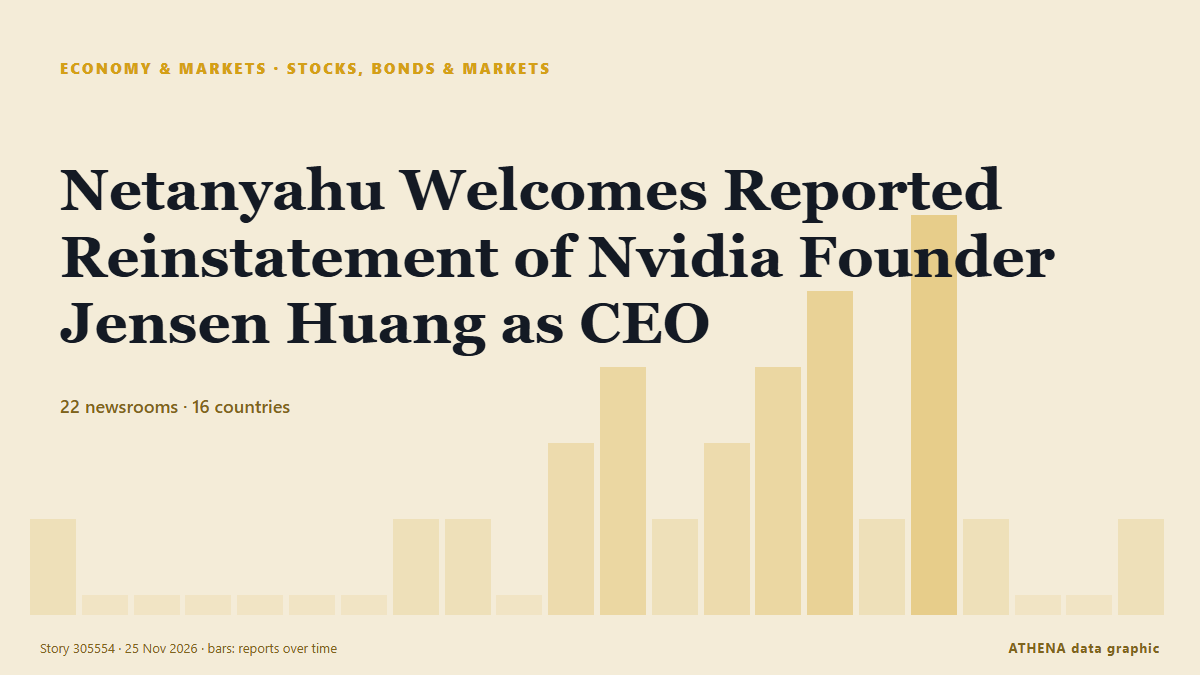 ECONOMY & MARKETS · STOCKS, BONDS & MARKETS
Netanyahu Welcomes Reported
Reinstatement of Nvidia Founder
Jensen Huang as CEO
22 newsrooms · 16 countries
Story 305554 · 25 Nov 2026 · bars: reports over time
ATHENA data graphic